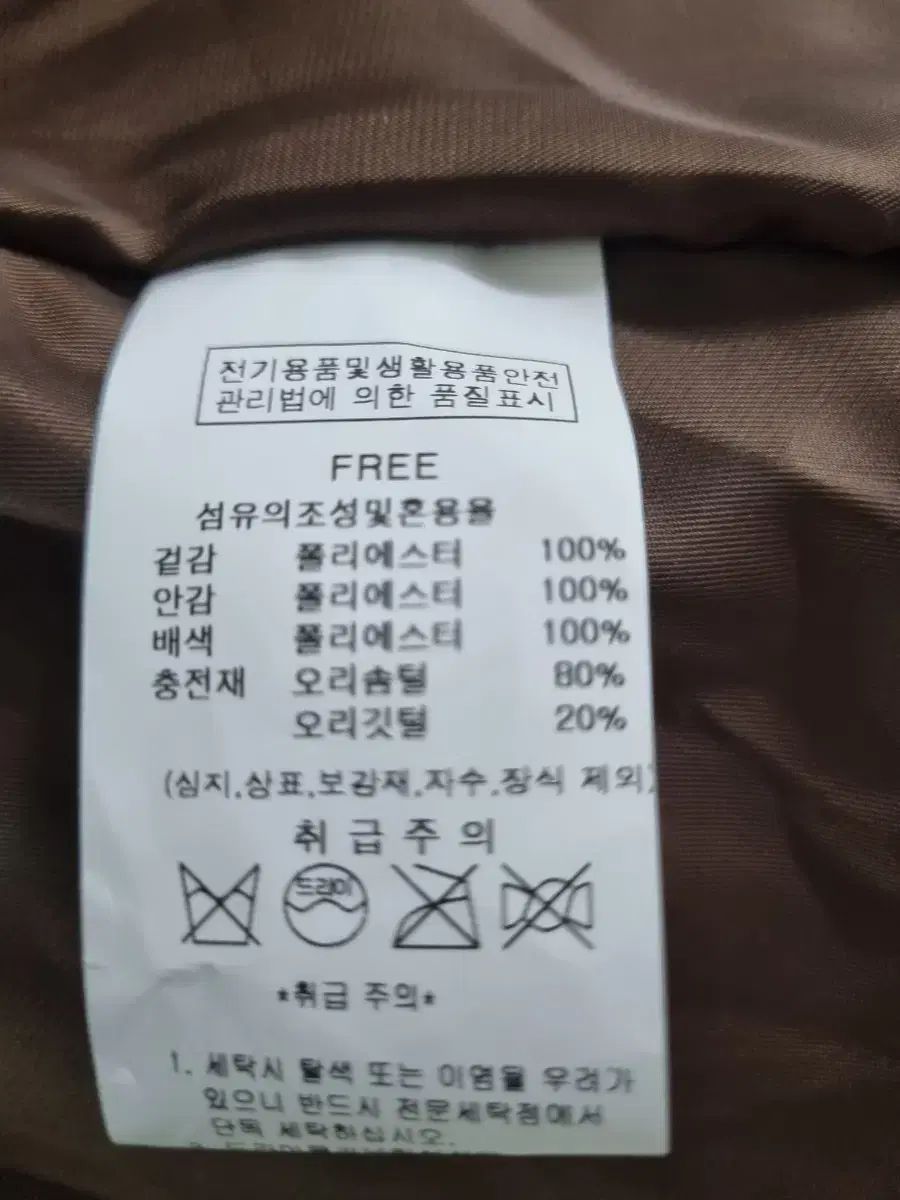 전기용품및생활용품안전
관리법에 의한 품질표시
FREE
섬유의조성및혼용율
겉감 폴리에스터 100%
안감 폴리에스터 100%
배색 폴리에스터 100%
충전재 오리솜털 80%
오리깃털 20%
(심지,상표,보감재,자수,장식 제외)
취 급 주 의
드라이
*취급 주의*
1. 세탁시 탈색 또는 이염을 우려가
있으니 반드시 전문세탁점에서
단독 세탁하십시오.